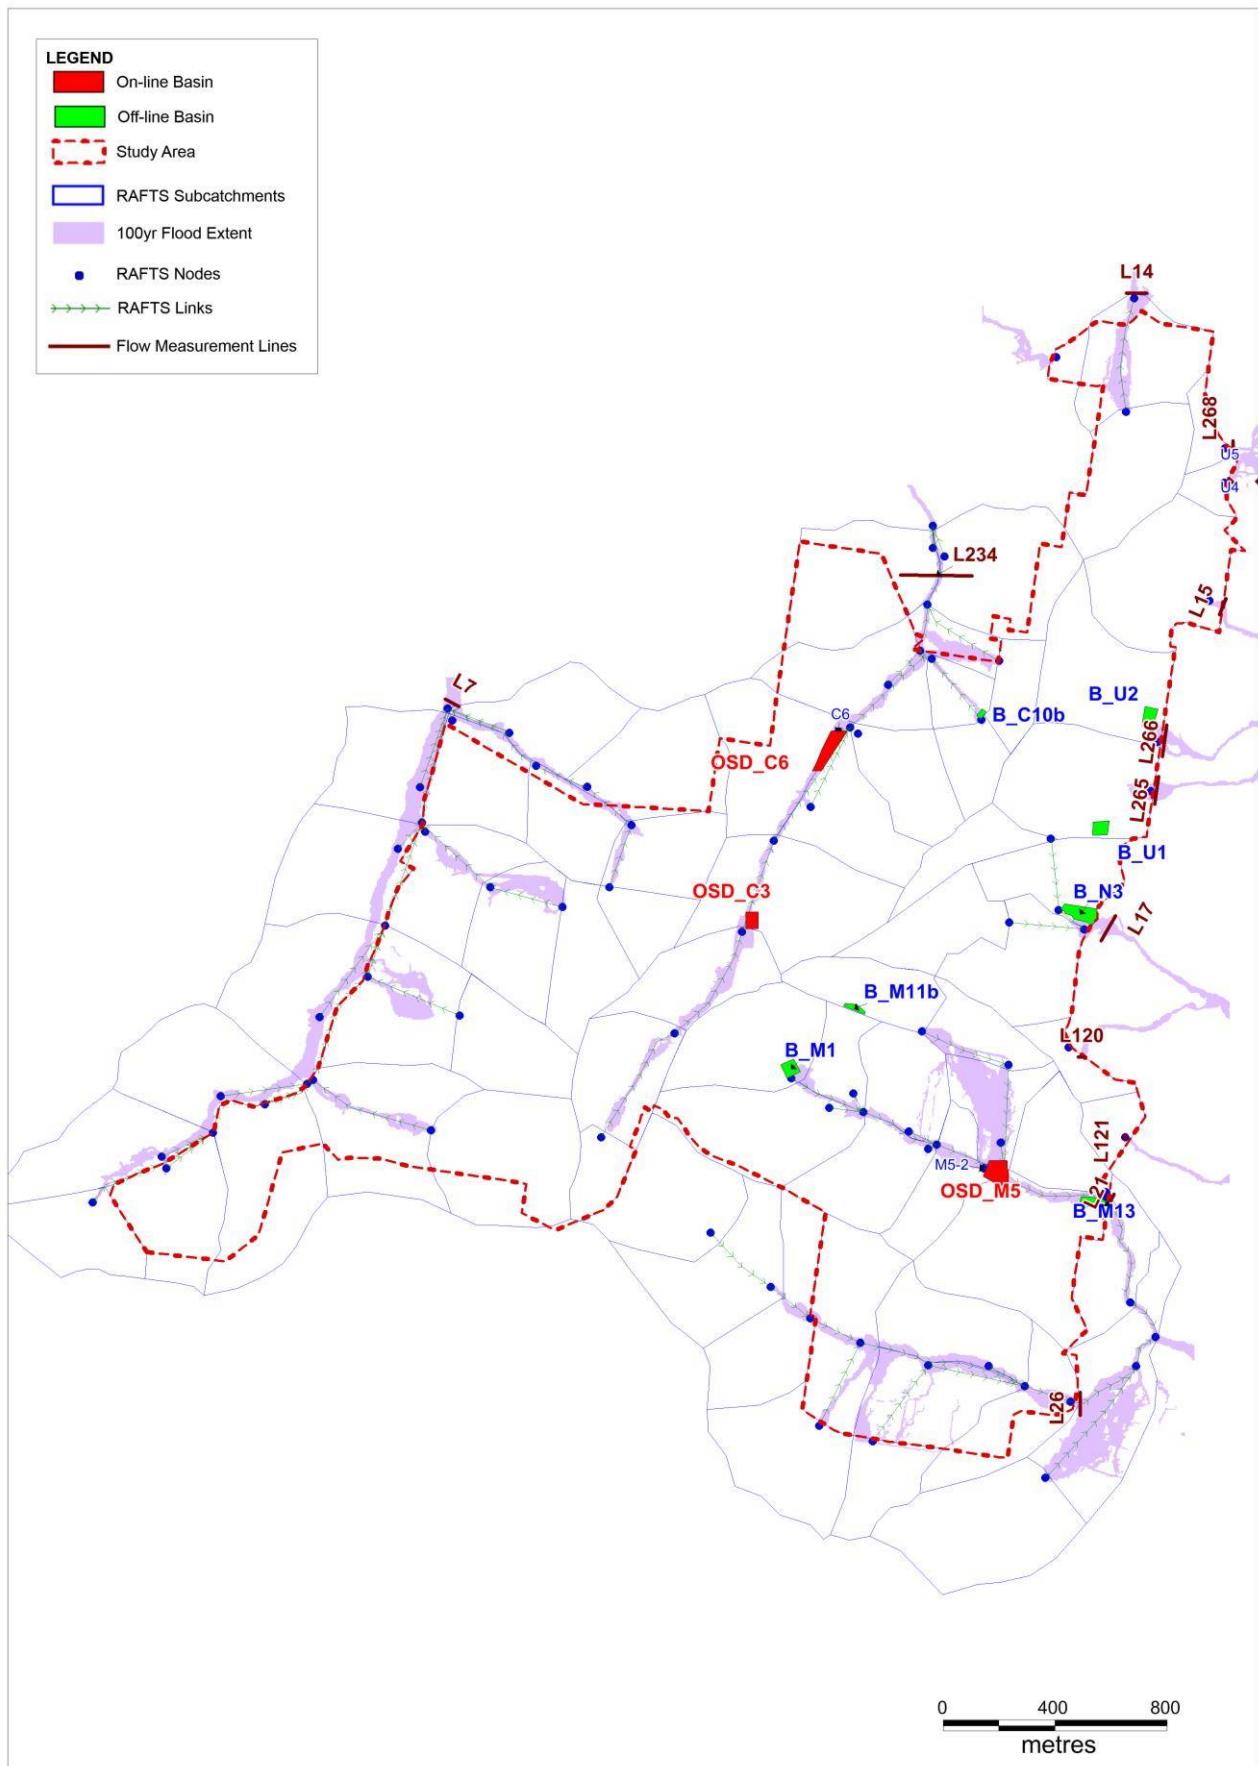 LEGEND
On-line Basin
Off-line Basin
Study Area
RAFTS Subcatchments
100yr Flood Extent
RAFTS Nodes
RAFTS Links
Flow Measurement Lines
L14
L268
U5
U4
L234
L15
L7
B_U2
C6
B_C10b
L266
OSD_C6
L265
B_U1
OSD_C3
B_N3
L17
B_M11b
L120
B_M1
L121
M5-2
OSD_M5
L21
B_M13
L26
0 400 800
metres